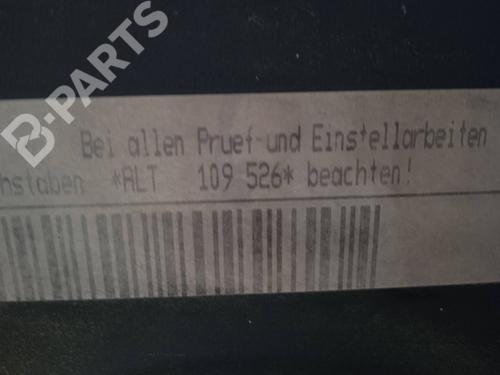 B-PARTS
Bei allen Pruef-und Einstellarbeiten
hstaben *ALT 109 526* beachten!